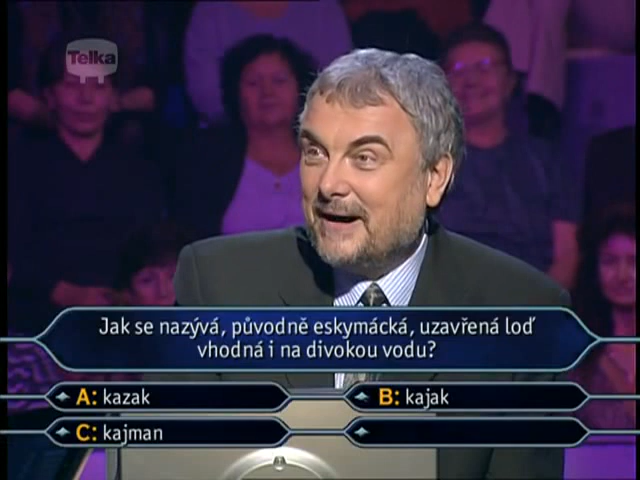 Telka
Jak se nazývá, původně eskymácká, uzavřená loď
vhodná i na divokou vodu?
A: kazak
B: kajak
C: kajman